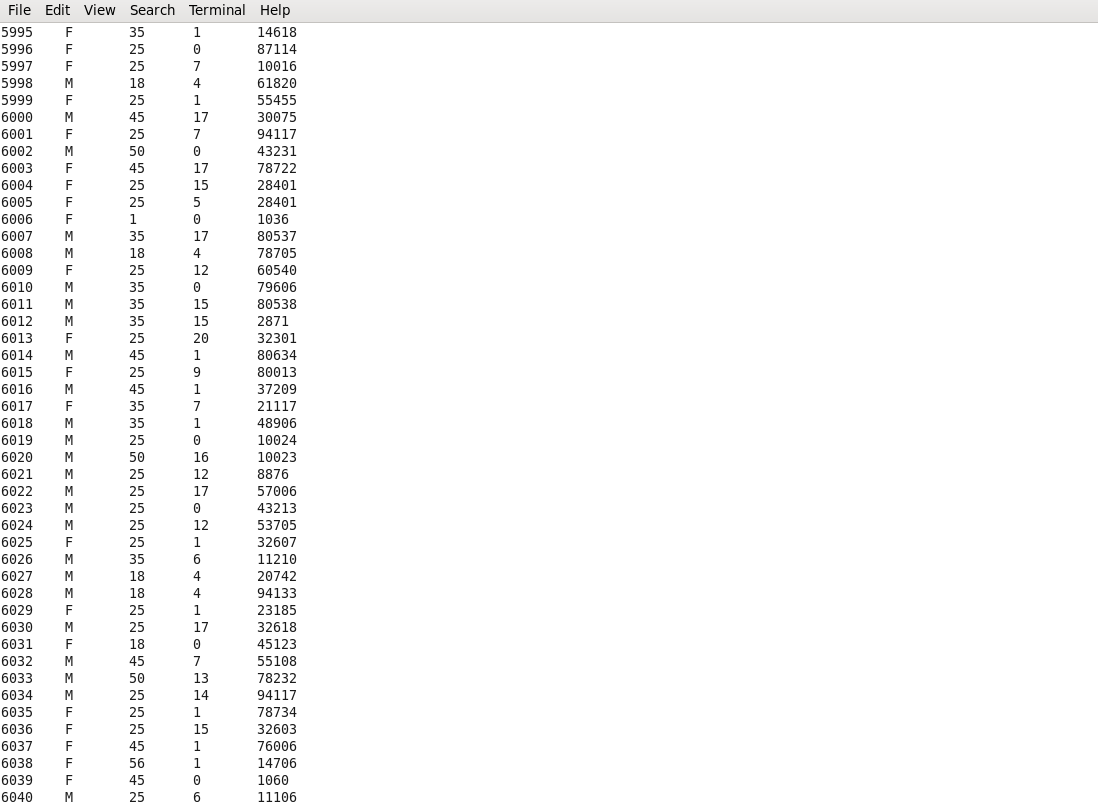 File Edit View Search Terminal Help
5995 F 35 1 14618
5996 F 25 0 87114
5997 F 25 7 10016
5998 M 18 4 61820
5999 F 25 1 55455
6000 M 45 17 30075
6001 F 25 7 94117
6002 M 50 0 43231
6003 F 45 17 78722
6004 F 25 15 28401
6005 F 25 5 28401
6006 F 1 0 1036
6007 M 35 17 80537
6008 M 18 4 78705
6009 F 25 12 60540
6010 M 35 0 79606
6011 M 35 15 80538
6012 M 35 15 2871
6013 F 25 20 32301
6014 M 45 1 80634
6015 F 25 9 80013
6016 M 45 1 37209
6017 F 35 7 21117
6018 M 35 1 48906
6019 M 25 0 10024
6020 M 50 16 10023
6021 M 25 12 8876
6022 M 25 17 57006
6023 M 25 0 43213
6024 M 25 12 53705
6025 F 25 1 32607
6026 M 35 6 11210
6027 M 18 4 20742
6028 M 18 4 94133
6029 F 25 1 23185
6030 M 25 17 32618
6031 F 18 0 45123
6032 M 45 7 55108
6033 M 50 13 78232
6034 M 25 14 94117
6035 F 25 1 78734
6036 F 25 15 32603
6037 F 45 1 76006
6038 F 56 1 14706
6039 F 45 0 1060
6040 M 25 6 11106